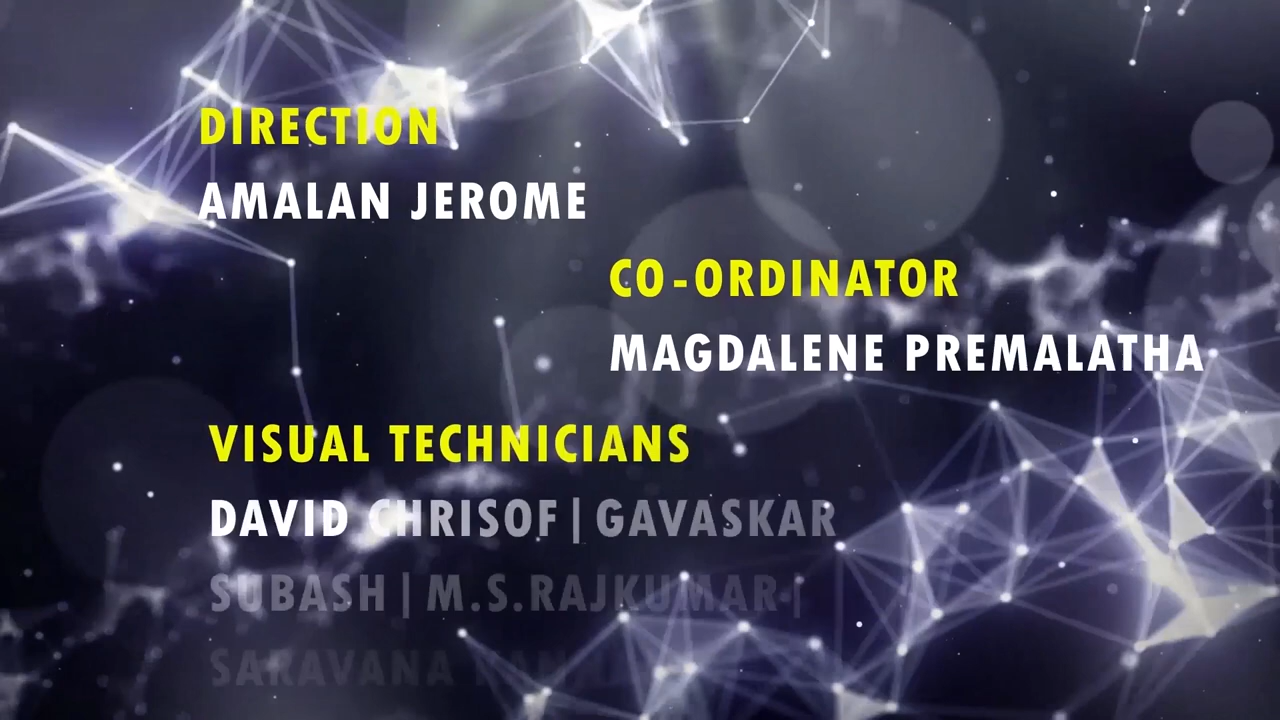 DIRECTION
AMALAN JEROME
CO-ORDINATOR
MAGDALENE PREMALATHA
VISUAL TECHNICIANS
DAVID CHRISOF | GAVASKAR
SUBASH | M.S.RAJKUMAR |
SARAVANA